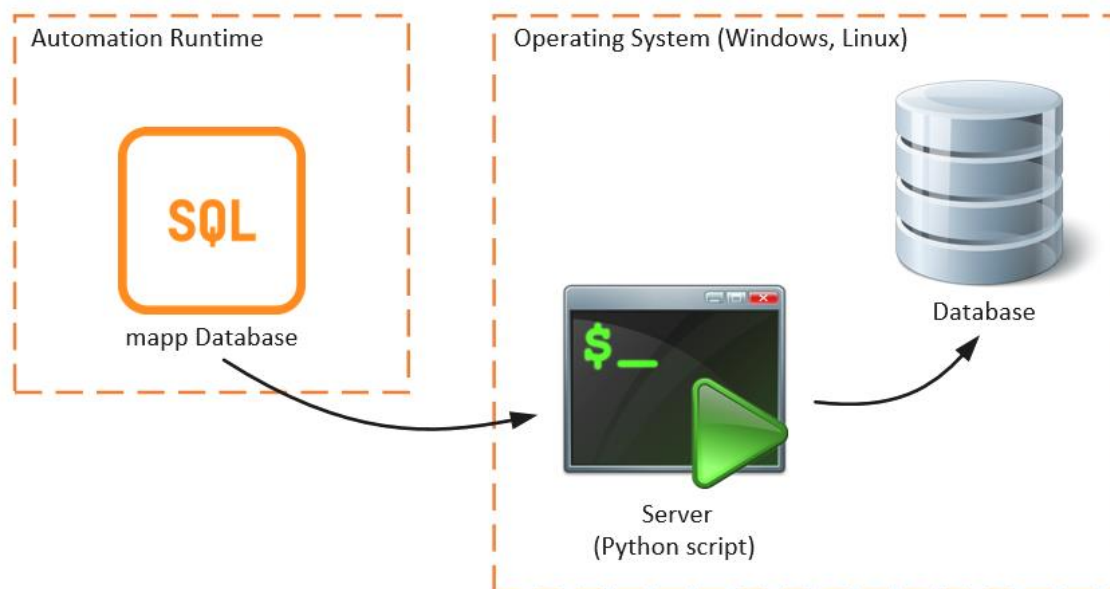 Automation Runtime
Operating System (Windows, Linux)
SQL
mapp Database
$_
Database
Server
(Python script)